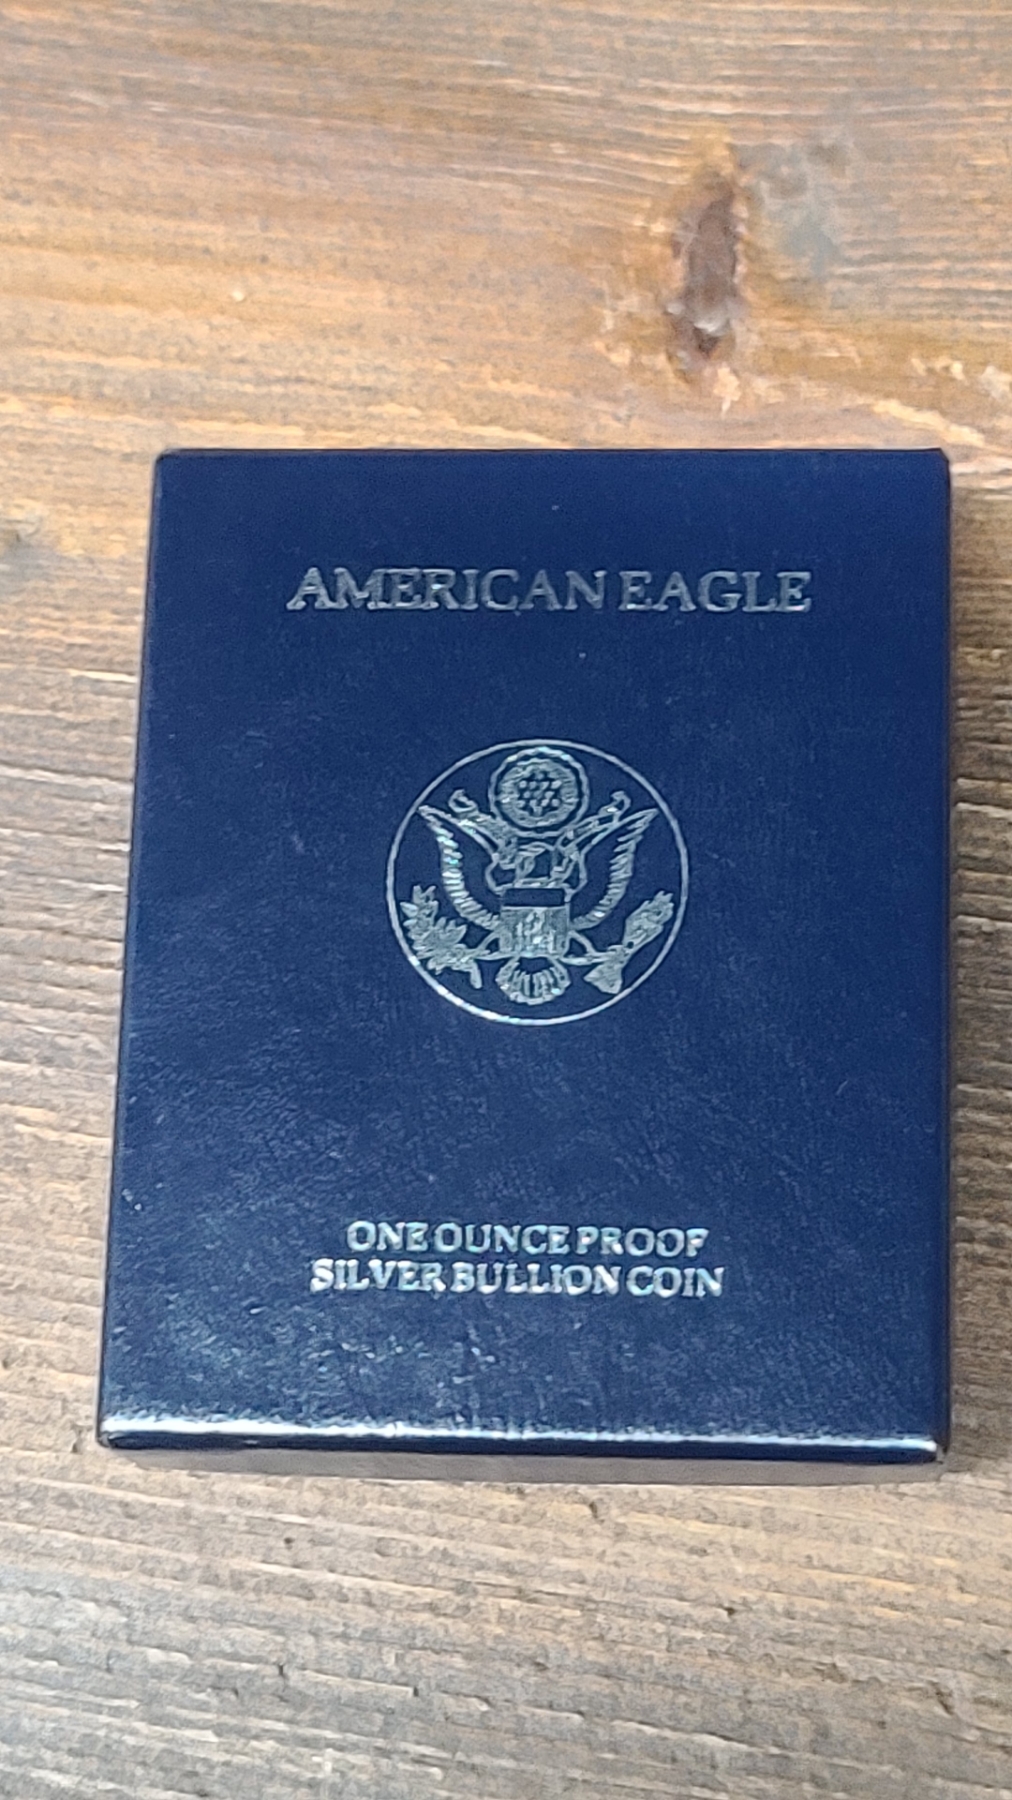 AMERICAN EAGLE
ONE OUNCE PROOF
SILVER BULLION COIN